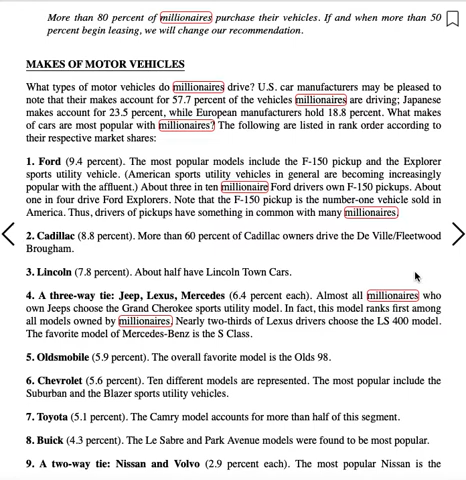 More than 80 percent of millionaires purchase their vehicles. If and when more than 50
percent begin leasing, we will change our recommendation.
MAKES OF MOTOR VEHICLES
What types of motor vehicles do millionaires drive? U.S. car manufacturers may be pleased to
note that their makes account for 57.7 percent of the vehicles millionaires are driving; Japanese
makes account for 23.5 percent, while European manufacturers hold 18.8 percent. What makes
of cars are most popular with millionaires? The following are listed in rank order according to
their respective market shares:
1. Ford (9.4 percent). The most popular models include the F-150 pickup and the Explorer
sports utility vehicle. (American sports utility vehicles in general are becoming increasingly
popular with the affluent.) About three in ten millionaire Ford drivers own F-150 pickups. About
one in four drive Ford Explorers. Note that the F-150 pickup is the number-one vehicle sold in
America. Thus, drivers of pickups have something in common with many millionaires.
2. Cadillac (8.8 percent). More than 60 percent of Cadillac owners drive the De Ville/Fleetwood
Brougham.
3. Lincoln (7.8 percent). About half have Lincoln Town Cars.
4. A three-way tie: Jeep, Lexus, Mercedes (6.4 percent each). Almost all millionaires who
own Jeeps choose the Grand Cherokee sports utility model. In fact, this model ranks first among
all models owned by millionaires. Nearly two-thirds of Lexus drivers choose the LS 400 model.
The favorite model of Mercedes-Benz is the S Class.
5. Oldsmobile (5.9 percent). The overall favorite model is the Olds 98.
6. Chevrolet (5.6 percent). Ten different models are represented. The most popular include the
Suburban and the Blazer sports utility vehicles.
7. Toyota (5.1 percent). The Camry model accounts for more than half of this segment.
8. Buick (4.3 percent). The Le Sabre and Park Avenue models were found to be most popular.
9. A two-way tie: Nissan and Volvo (2.9 percent each). The most popular Nissan is the